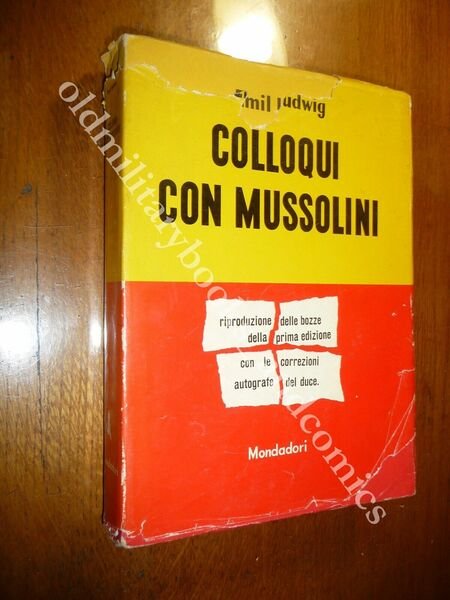 Emil Ludwig
COLLOQUI
CON MUSSOLINI
riproduzione delle bozze
della prima edizione
con le correzioni
autografe del duce.
Mondadori
oldmilitarybooksandcomics